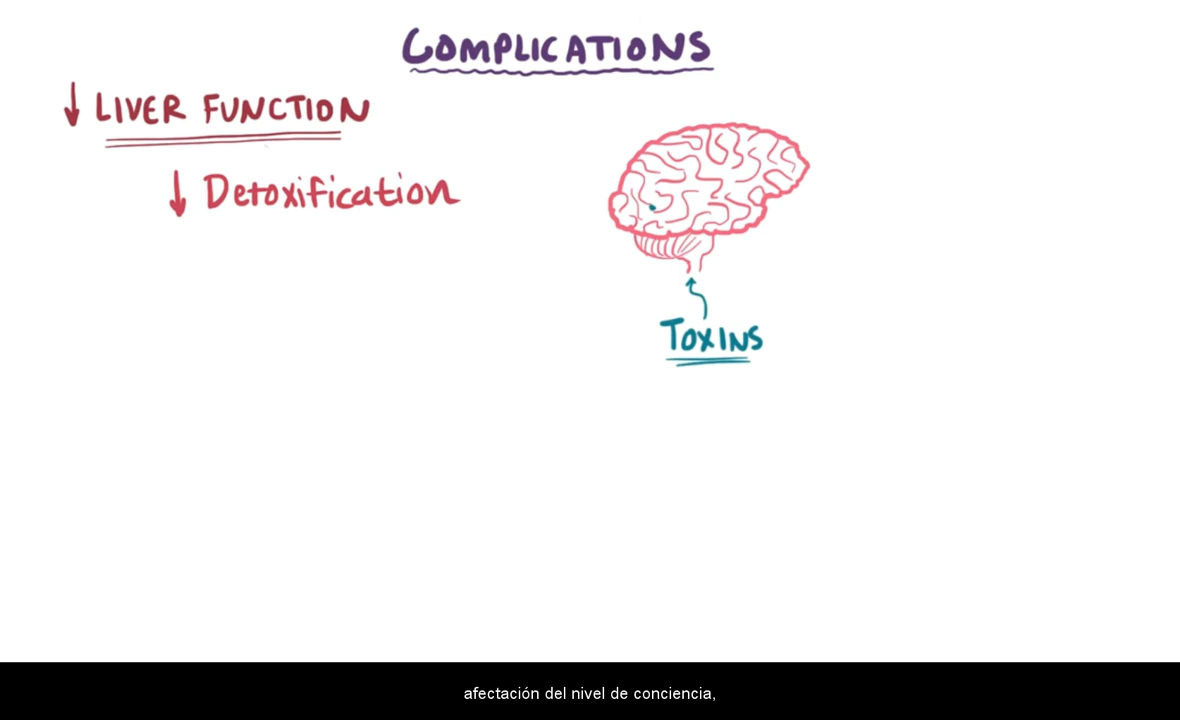 COMPLICATIONS
↓ LIVER FUNCTION
↓ Detoxification
TOXINS
afectación del nivel de conciencia,